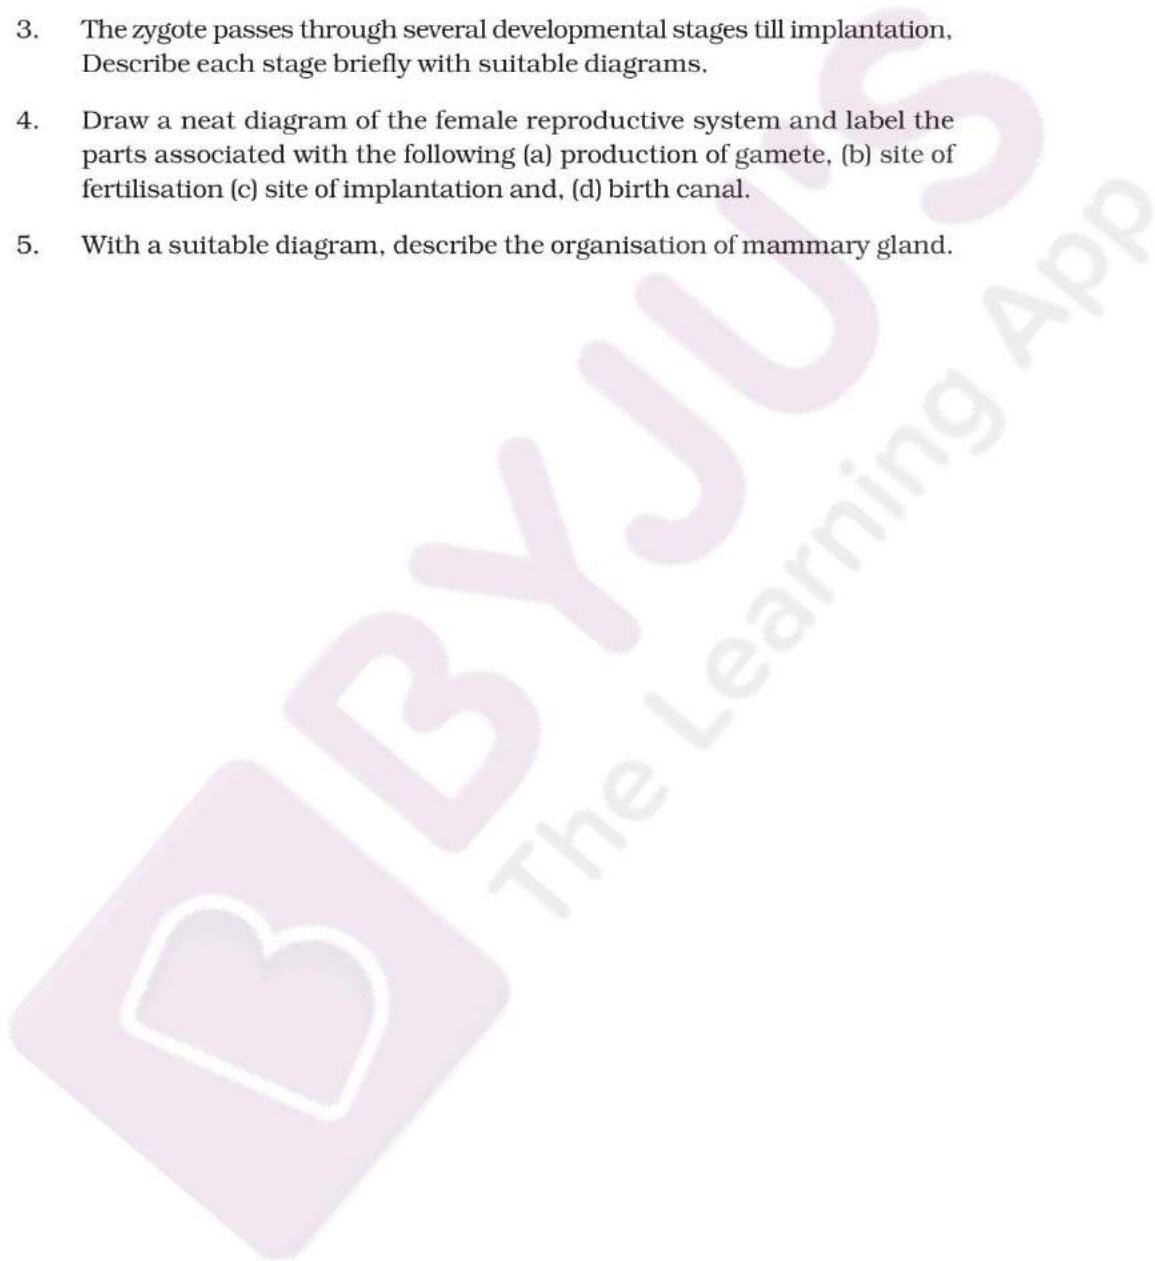 3. The zygote passes through several developmental stages till implantation,
Describe each stage briefly with suitable diagrams.
4. Draw a neat diagram of the female reproductive system and label the
parts associated with the following (a) production of gamete, (b) site of
fertilisation (c) site of implantation and, (d) birth canal.
5. With a suitable diagram, describe the organisation of mammary gland.
BYJU'S
The Learning App